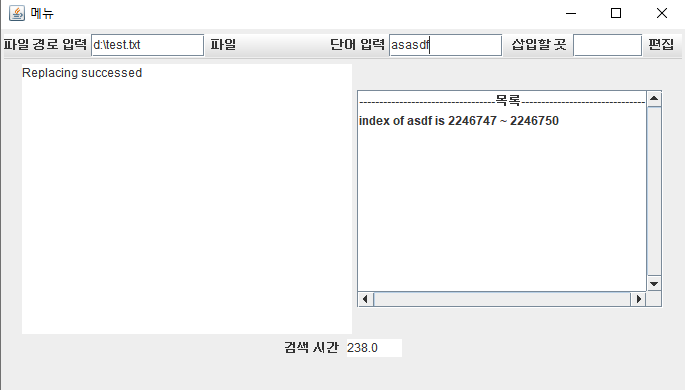 메뉴
파일 경로 입력 d:\test.txt 파일 단어 입력 asasdf 삽입할 곳 편집
Replacing successed
--------------------------------------목록-----------------------------------
index of asdf is 2246747 ~ 2246750
검색 시간 238.0